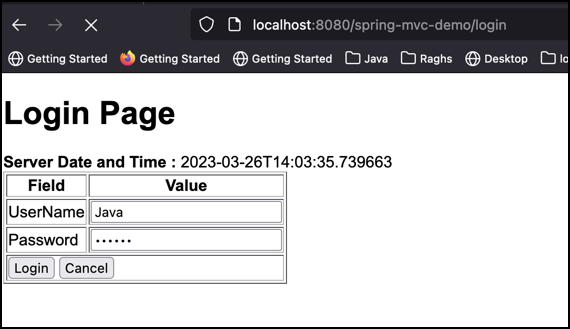 localhost:8080/spring-mvc-demo/login
Getting Started Getting Started Getting Started Java Raghs Desktop lo
Login Page
Server Date and Time : 2023-03-26T14:03:35.739663
Field Value
UserName Java
Password ••••••
Login Cancel